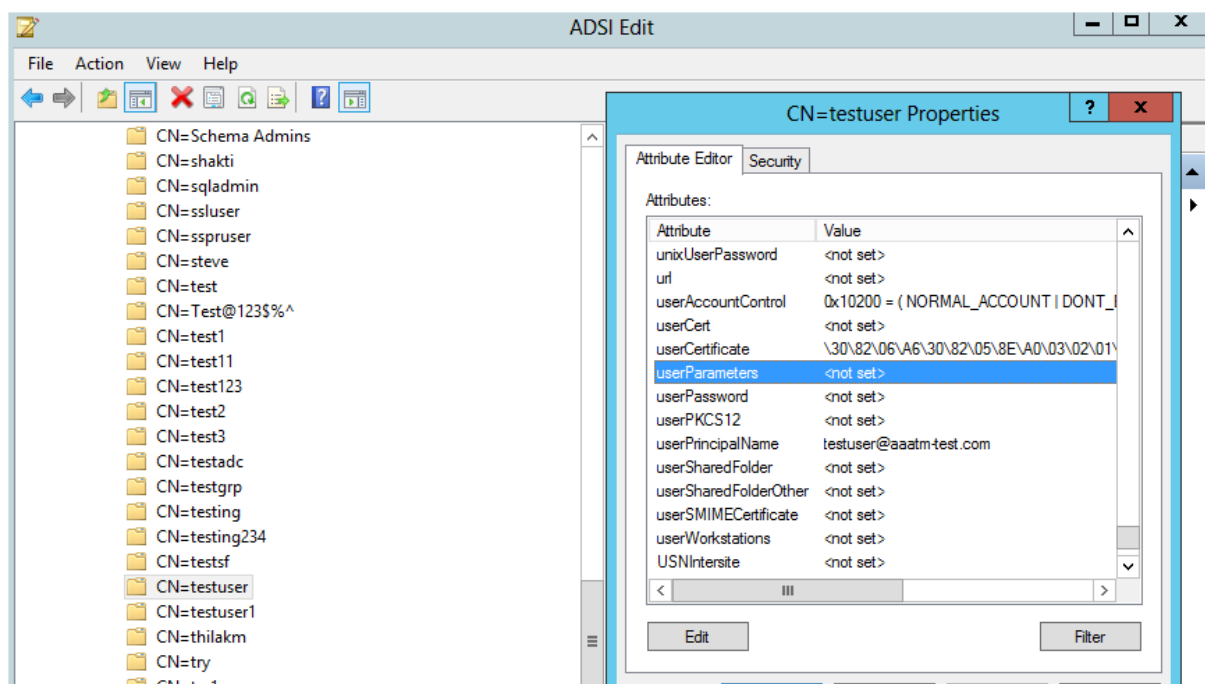 ADSI Edit
File Action View Help
CN=Schema Admins
CN=shakti
CN=sqladmin
CN=ssluser
CN=sspruser
CN=steve
CN=test
CN=Test@123$%^
CN=test1
CN=test11
CN=test123
CN=test2
CN=test3
CN=testadc
CN=testgrp
CN=testing
CN=testing234
CN=testsf
CN=testuser
CN=testuser1
CN=thilakm
CN=try
CN=testuser Properties
Attribute Editor Security
Attributes:
Attribute Value
unixUserPassword <not set>
url <not set>
userAccountControl 0x10200 = ( NORMAL_ACCOUNT | DONT_
userCert <not set>
userCertificate \30\82\06\A6\30\82\05\8E\A0\03\02\01\
userParameters <not set>
userPassword <not set>
userPKCS12 <not set>
userPrincipalName testuser@aaatm-test.com
userSharedFolder <not set>
userSharedFolderOther <not set>
userSMIMECertificate <not set>
userWorkstations <not set>
USNIntersite <not set>
Edit Filter